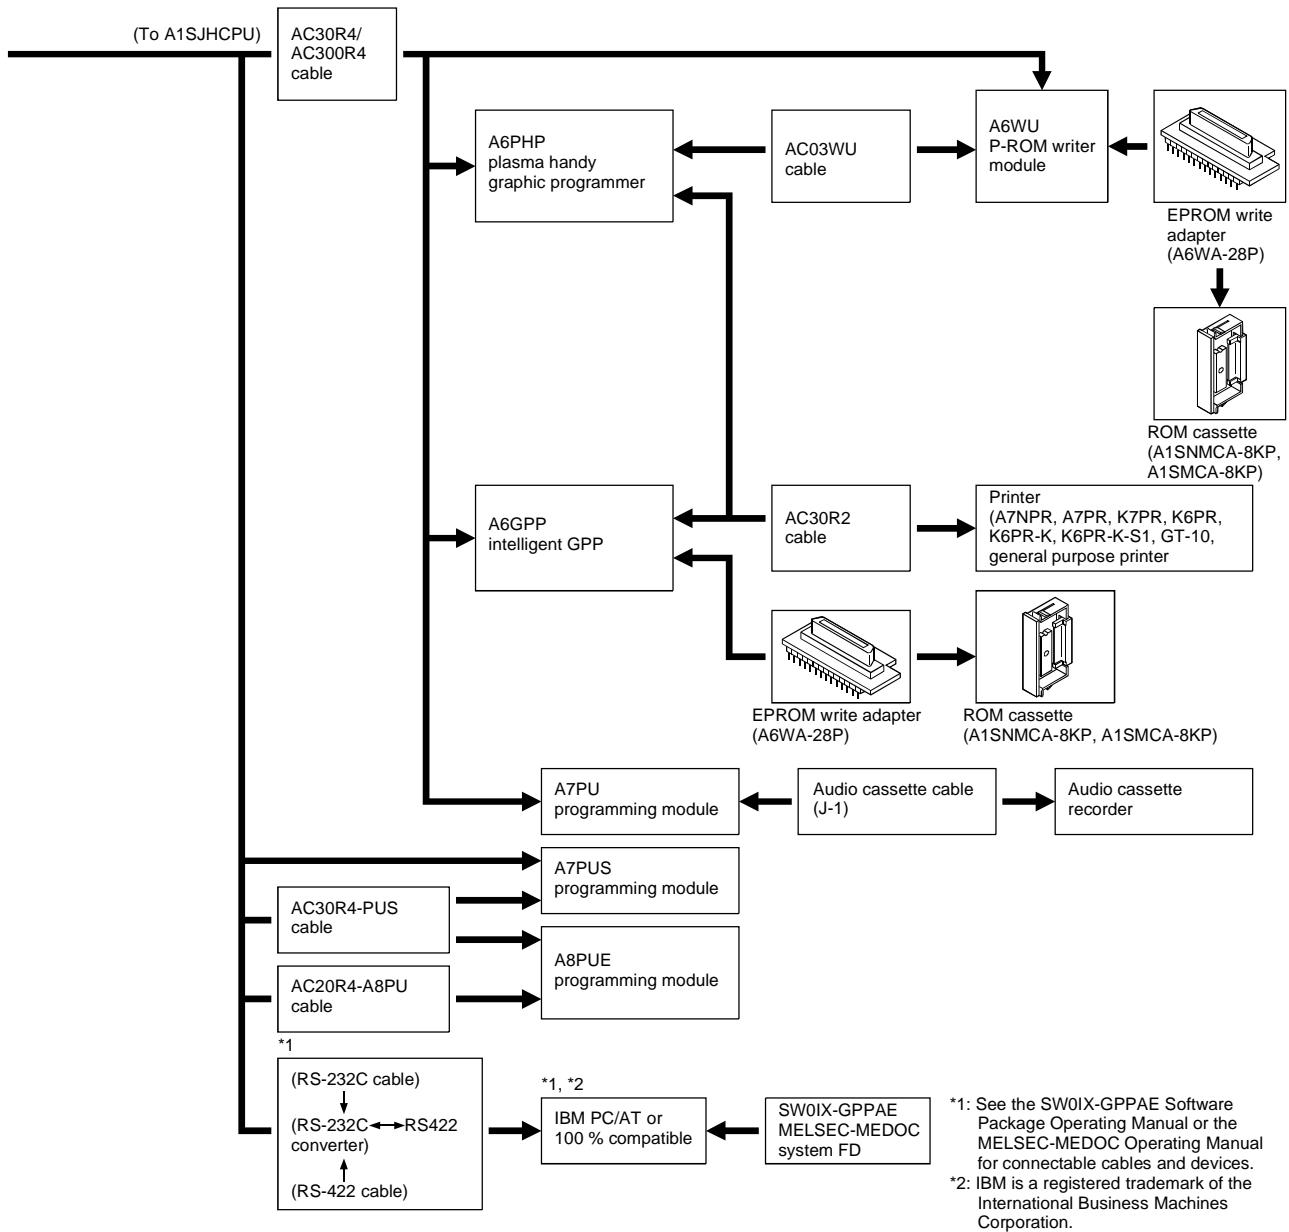 (To A1SJHCPU)
AC30R4/
AC300R4
cable
A6PHP
plasma handy
graphic programmer
AC03WU
cable
A6WU
P-ROM writer
module
EPROM write
adapter
(A6WA-28P)
ROM cassette
(A1SNMCA-8KP,
A1SMCA-8KP)
A6GPP
intelligent GPP
AC30R2
cable
Printer
(A7NPR, A7PR, K7PR, K6PR,
K6PR-K, K6PR-K-S1, GT-10,
general purpose printer
EPROM write adapter
(A6WA-28P)
ROM cassette
(A1SNMCA-8KP, A1SMCA-8KP)
A7PU
programming module
Audio cassette cable
(J-1)
Audio cassette
recorder
A7PUS
programming module
AC30R4-PUS
cable
A8PUE
programming module
AC20R4-A8PU
cable
*1
(RS-232C cable)
(RS-232C RS422
converter)
(RS-422 cable)
*1, *2
IBM PC/AT or
100 % compatible
SW0IX-GPPAE
MELSEC-MEDOC
system FD
*1: See the SW0IX-GPPAE Software
Package Operating Manual or the
MELSEC-MEDOC Operating Manual
for connectable cables and devices.
*2: IBM is a registered trademark of the
International Business Machines
Corporation.